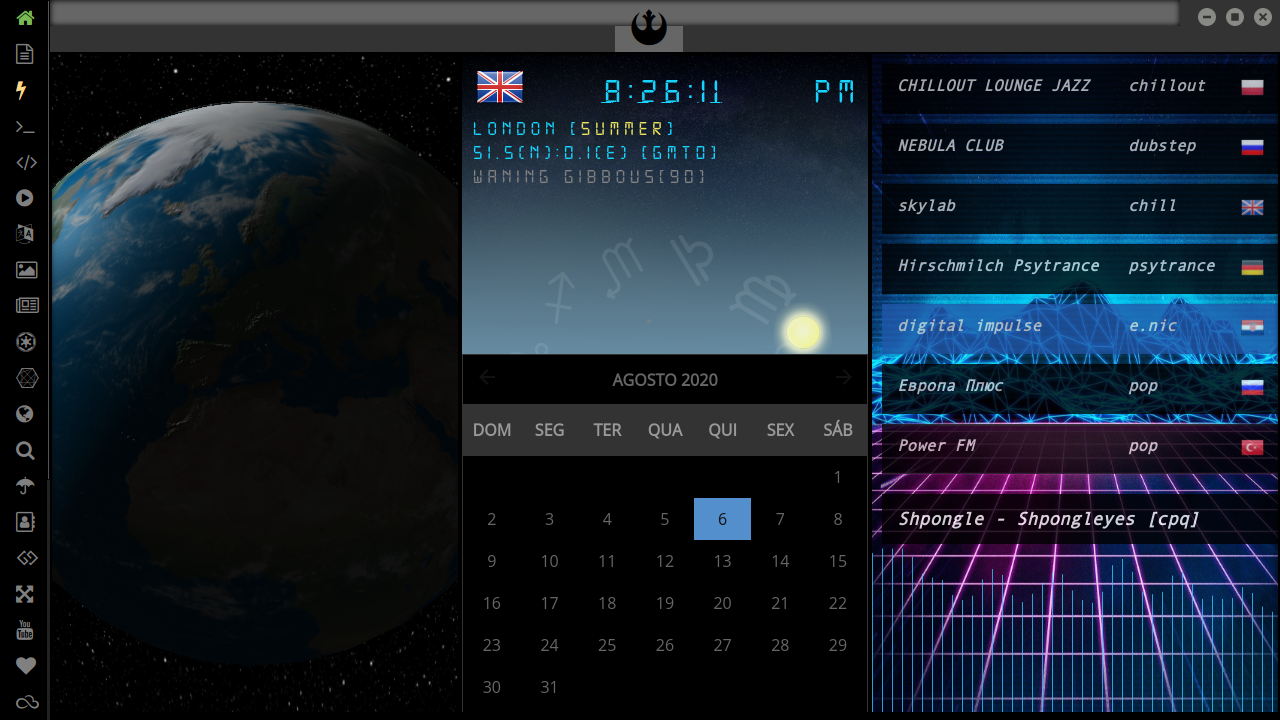 8:26:11 PM
LONDON (SUMMER)
51.5(N):0.1(E) (GMT0)
WANING GIBBOUS(90)
AGOSTO 2020
DOM SEG TER QUA QUI SEX SÁB
1
2 3 4 5 6 7 8
9 10 11 12 13 14 15
16 17 18 19 20 21 22
23 24 25 26 27 28 29
30 31
CHILLOUT LOUNGE JAZZ chillout
NEBULA CLUB dubstep
skylab chill
Hirschmilch Psytrance psytrance
digital impulse e.nic
Европа Плюс pop
Power FM pop
Shpongle - Shpongleyes [cpq]
You
Tube